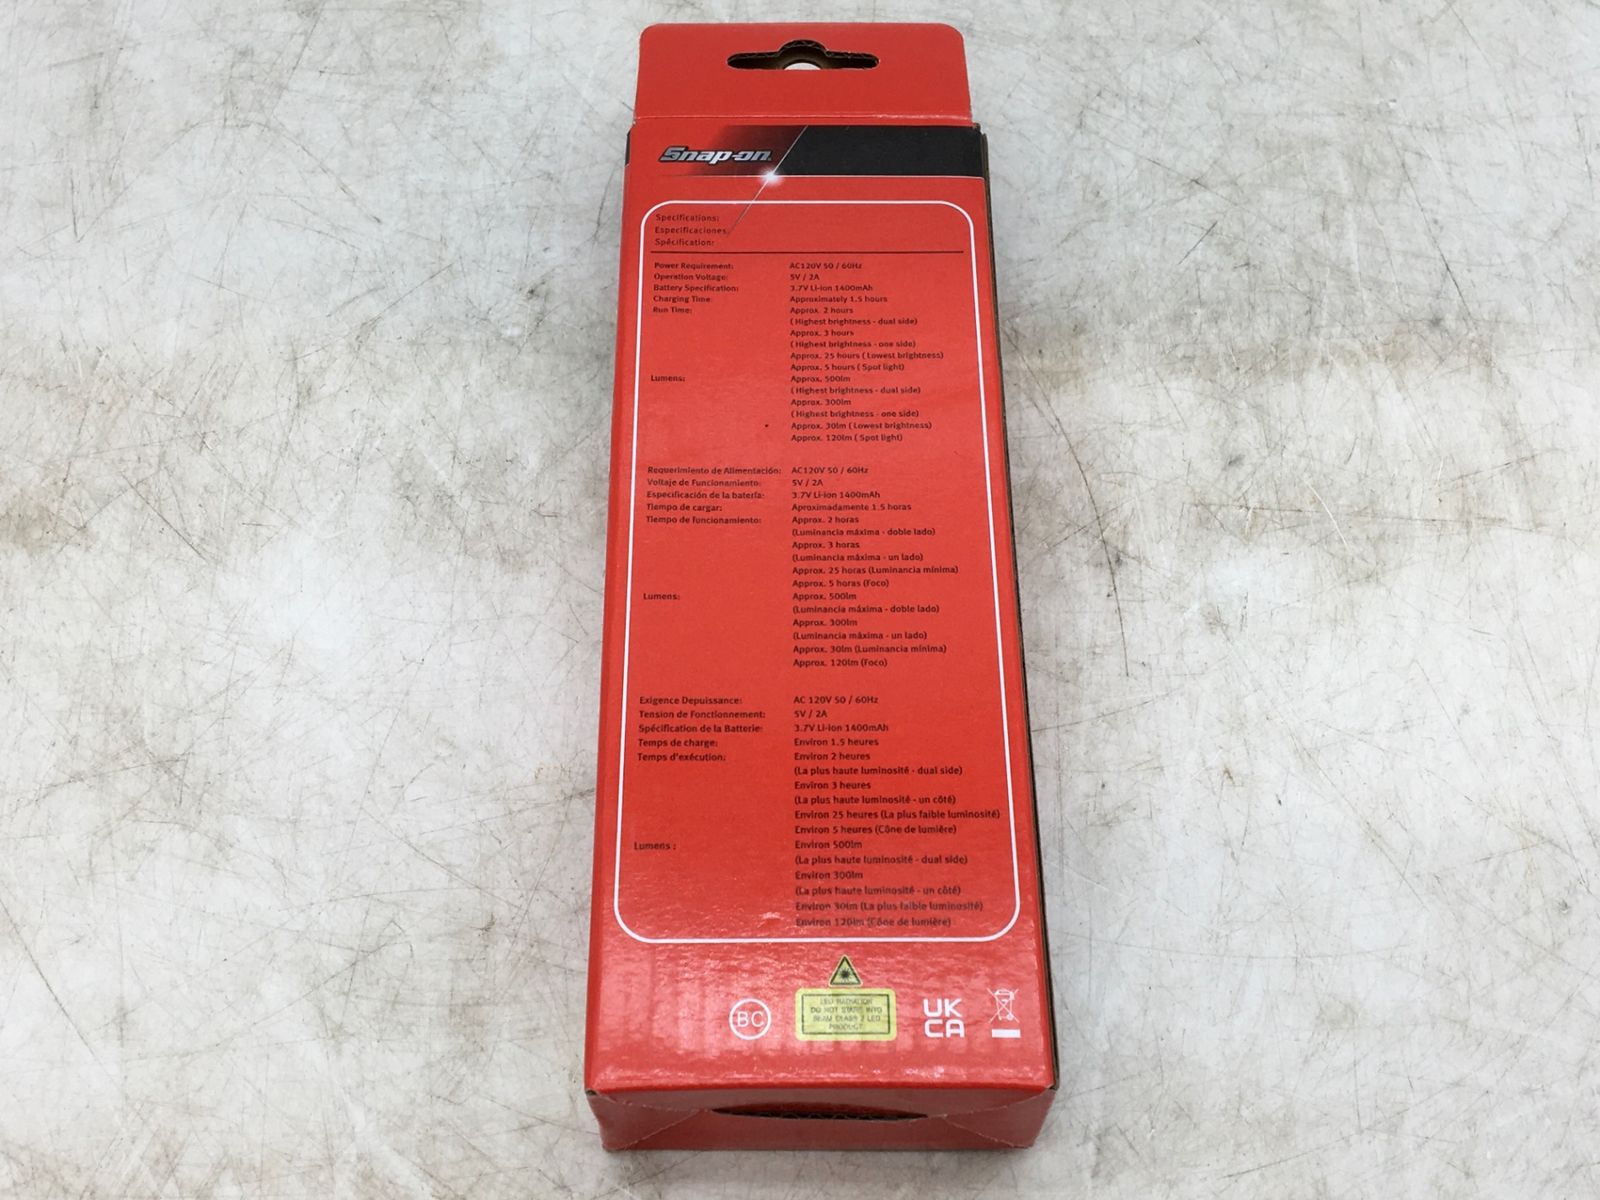 Snap-on
Specifications:
Especificaciones:
Spécification:
Power Requirement: AC120V 50 / 60Hz
Operation Voltage: 5V / 2A
Battery Specification: 3.7V Li-ion 1400mAh
Charging Time: Approximately 1.5 hours
Run Time: Approx. 2 hours
( Highest brightness - dual side)
Approx. 3 hours
( Highest brightness - one side)
Approx. 25 hours ( Lowest brightness)
Approx. 5 hours ( Spot light)
Lumens: Approx. 500lm
( Highest brightness - dual side)
Approx. 300lm
( Highest brightness - one side)
Approx. 30lm ( Lowest brightness)
Approx. 120lm ( Spot light)
Requerimiento de Alimentación: AC120V 50 / 60Hz
Voltaje de Funcionamiento: 5V / 2A
Especificación de la batería: 3.7V Li-ion 1400mAh
Tiempo de cargar: Aproximadamente 1.5 horas
Tiempo de funcionamiento: Approx. 2 horas
(Luminancia máxima - doble lado)
Approx. 3 horas
(Luminancia máxima - un lado)
Approx. 25 horas (Luminancia mínima)
Approx. 5 horas (Foco)
Lumens: Approx. 500lm
(Luminancia máxima - doble lado)
Approx. 300lm
(Luminancia máxima - un lado)
Approx. 30lm (Luminancia mínima)
Approx. 120lm (Foco)
Exigence Depuissance: AC 120V 50 / 60Hz
Tension de Fonctionnement: 5V / 2A
Spécification de la Batterie: 3.7V Li-ion 1400mAh
Temps de charge: Environ 1.5 heures
Temps d'exécution: Environ 2 heures
(La plus haute luminosité - dual side)
Environ 3 heures
(La plus haute luminosité - un côté)
Environ 25 heures (La plus faible luminosité)
Environ 5 heures (Cône de lumière)
Lumens : Environ 500lm
(La plus haute luminosité - dual side)
Environ 300lm
(La plus haute luminosité - un côté)
Environ 30lm (La plus faible luminosité)
Environ 120lm (Cône de lumière)
BC
LED RADIATION
DO NOT STARE INTO
BEAM CLASS 2 LED
PRODUCT
UK
CA